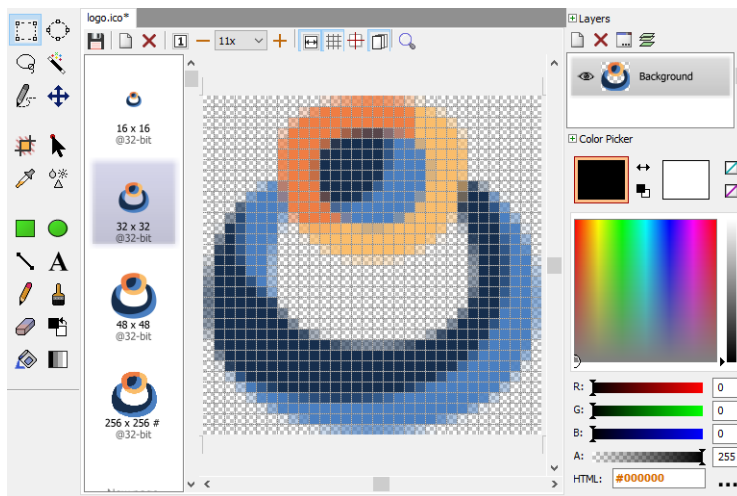 logo.ico*
Layers
1
11x
Background
16 x 16
@32-bit
Color Picker
32 x 32
@32-bit
A
48 x 48
@32-bit
256 x 256 #
@32-bit
R:
0
G:
0
B:
0
A:
255
HTML:
#000000
...